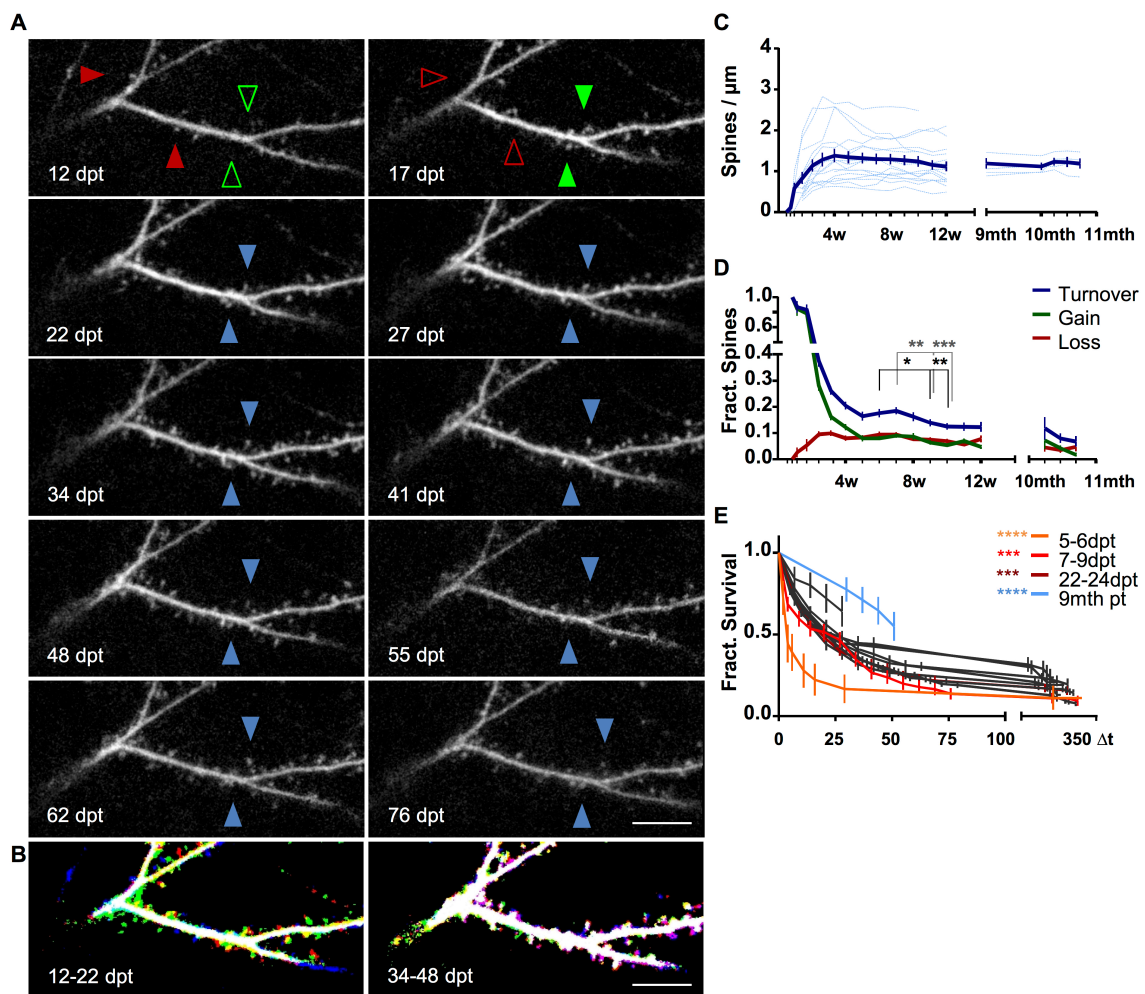 A
12 dpt
17 dpt
22 dpt
27 dpt
34 dpt
41 dpt
48 dpt
55 dpt
62 dpt
76 dpt
B
12-22 dpt
34-48 dpt
C
Spines / µm
4
3
2
1
0
4w
8w
12w
9mth
10mth
11mth
D
Fract. Spines
1.0
0.8
0.6
0.4
0.3
0.2
0.1
0.0
** ***
* **
Turnover
Gain
Loss
4w
8w
12w
10mth
11mth
E
Fract. Survival
1.0
0.5
1.0
0
25
50
75
100
350 Δt
**** 5-6dpt
*** 7-9dpt
*** 22-24dpt
**** 9mth pt